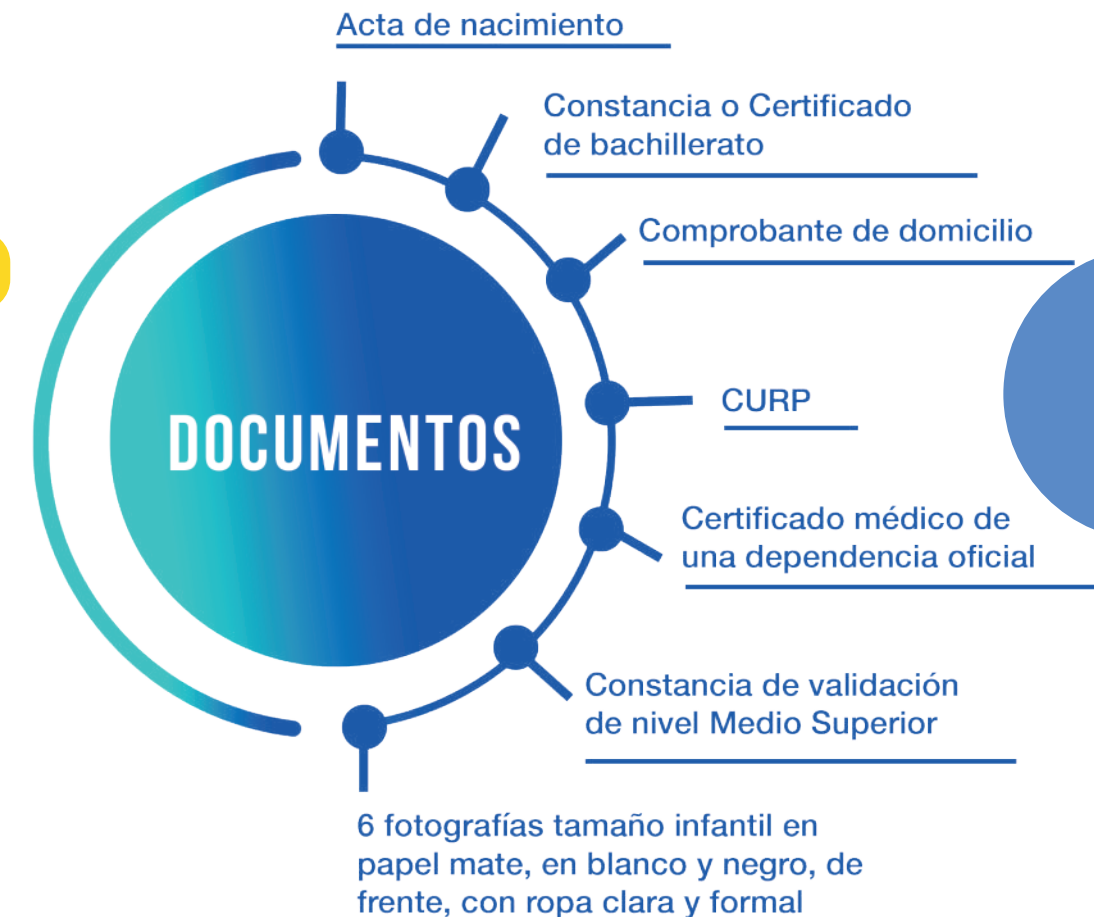 Acta de nacimiento
Constancia o Certificado
de bachillerato
Comprobante de domicilio
CURP
DOCUMENTOS
Certificado médico de
una dependencia oficial
Constancia de validación
de nivel Medio Superior
6 fotografías tamaño infantil en
papel mate, en blanco y negro, de
frente, con ropa clara y formal